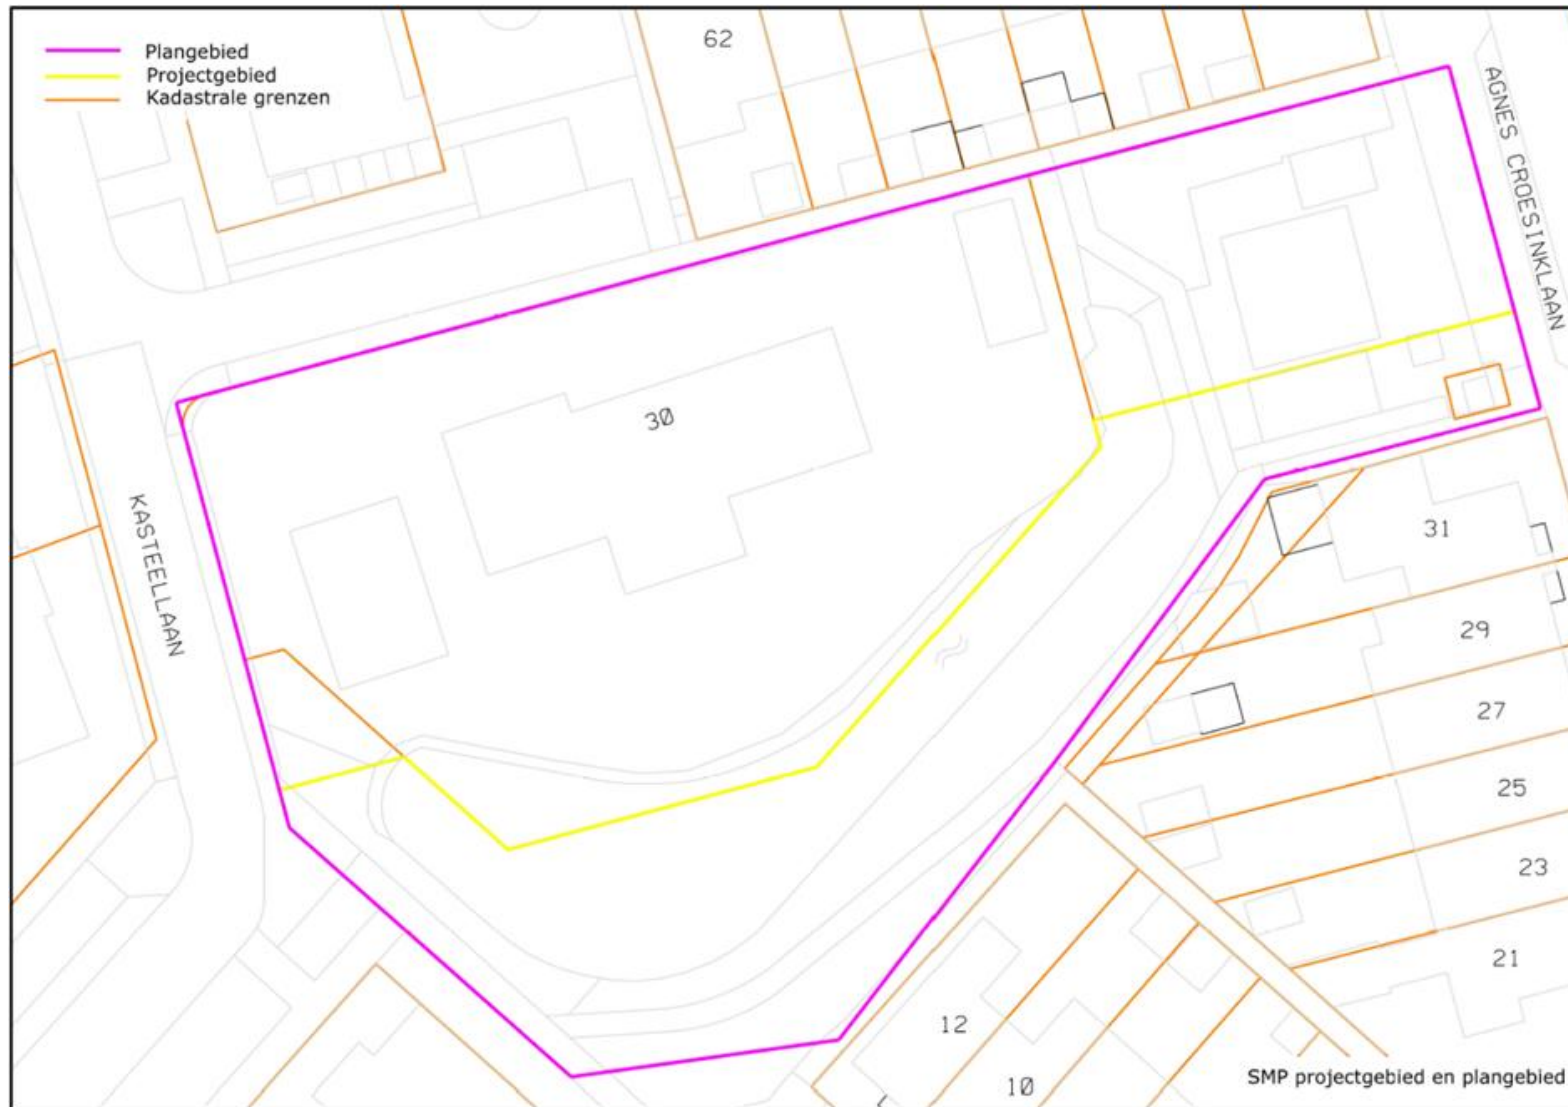 Plangebied
Projectgebied
Kadastrale grenzen
62
AGNES CROESINKLAAN
30
KASTEELLAAN
31
29
27
25
23
21
12
10
SMP projectgebied en plangebied